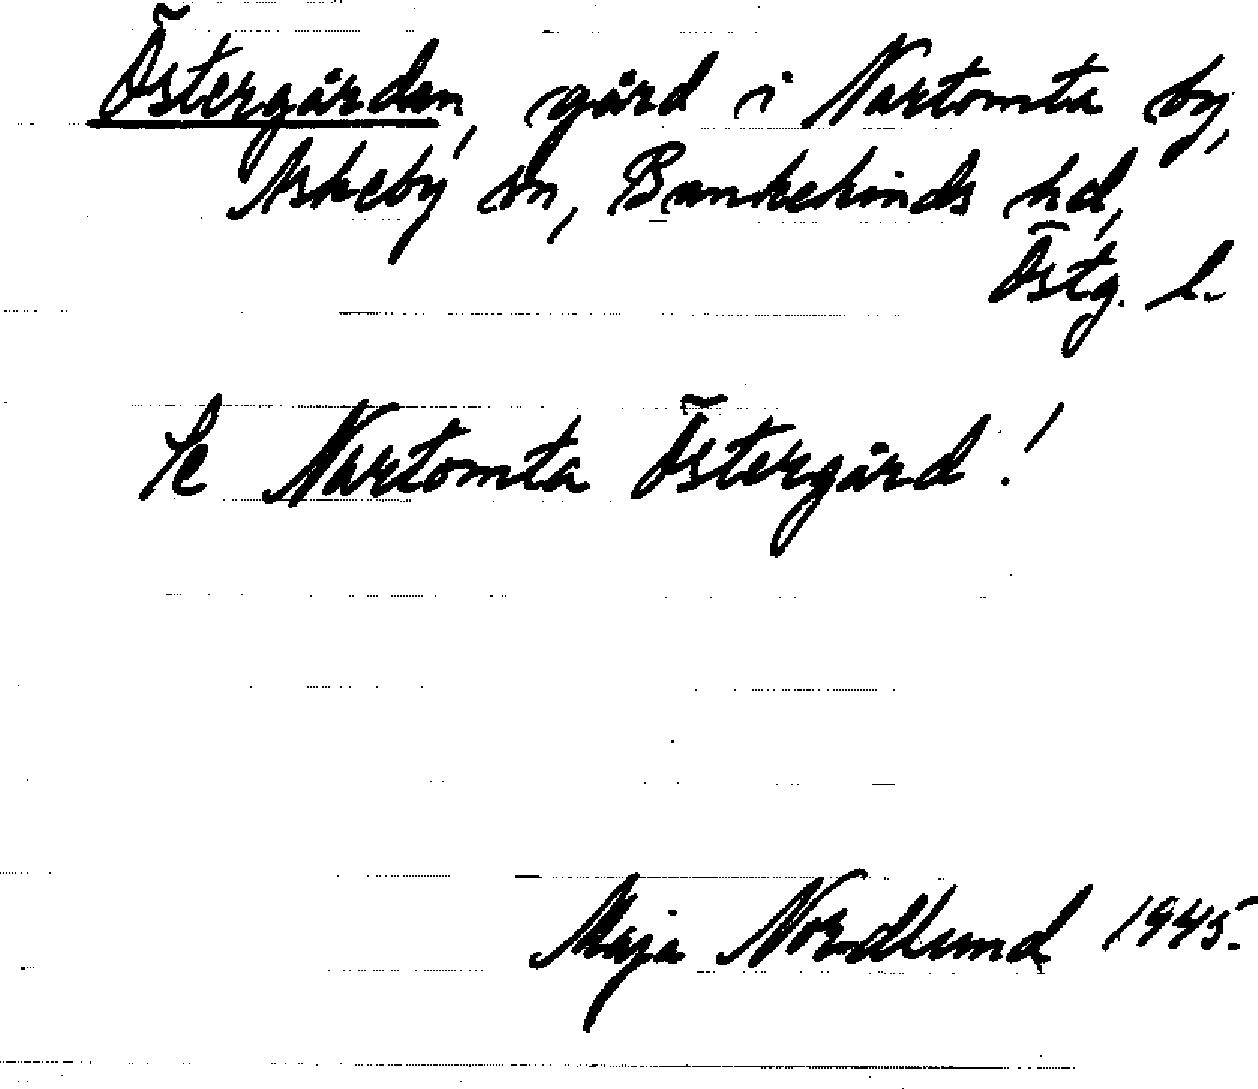 Östergården, gård i Nartomta by,
Askeby sn, Bankekinds hd,
Östg. l.
Se Nartomta Östergård!
Maja Nordlund 1945.